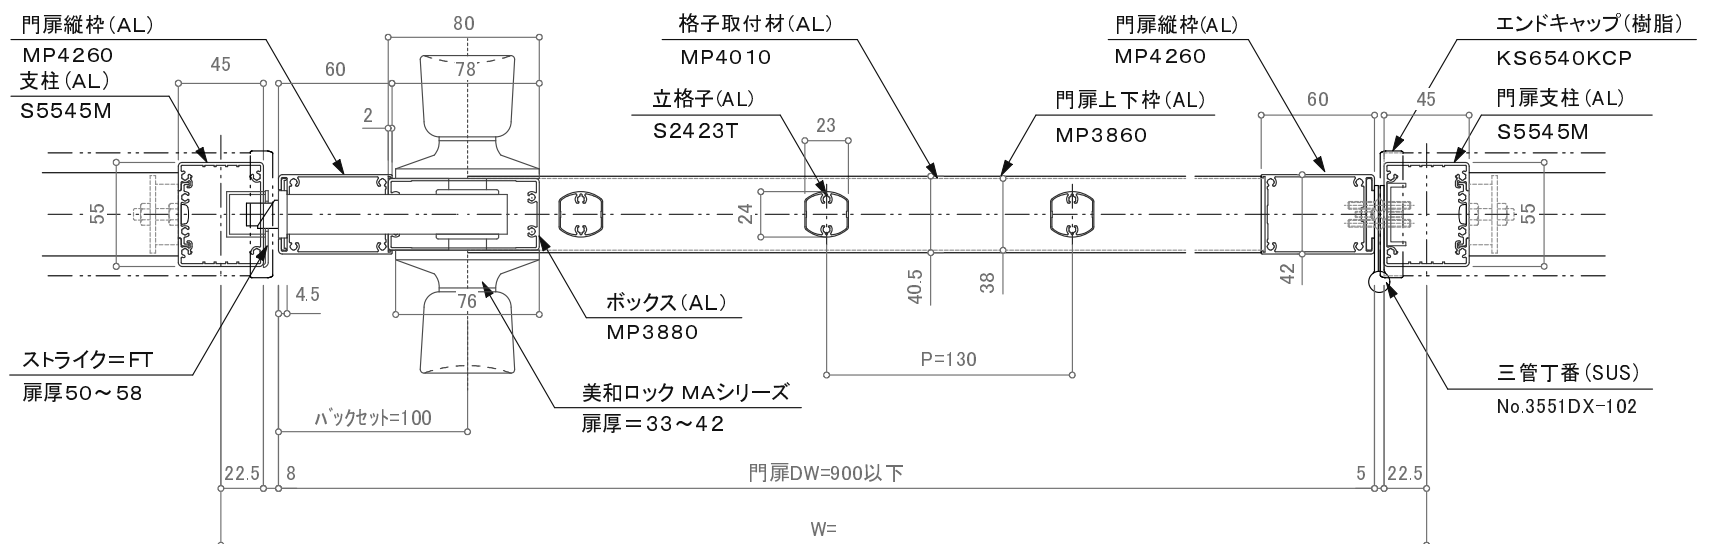 門扉縦枠(AL)
MP4260
支柱(AL)
S5545M
45
60
80
78
2
格子取付材(AL)
MP4010
立格子(AL)
S2423T
23
門扉上下枠(AL)
MP3860
門扉縦枠(AL)
MP4260
60
エンドキャップ(樹脂)
KS6540KCP
45
門扉支柱(AL)
S5545M
55
24
55
4.5
76
40.5
38
42
ボックス(AL)
MP3880
ストライク=FT
扉厚50～58
美和ロック MAシリーズ
扉厚=33～42
P=130
三管丁番(SUS)
No.3551DX-102
バックセット=100
22.5
8
門扉DW=900以下
5
22.5
W=